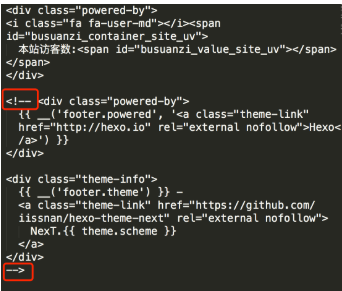 <div class="powered-by">
<i class="fa fa-user-md"></i><span
id="busuanzi_container_site_uv">
本站访客数:<span id="busuanzi_value_site_uv"></span>
</span>
</div>
<!-- <div class="powered-by">
{{ __('footer.powered', '<a class="theme-link"
href="http://hexo.io" rel="external nofollow">Hexo<
/a>') }}
</div>
<div class="theme-info">
{{ __('footer.theme') }} -
<a class="theme-link" href="https://github.com/
iissnan/hexo-theme-next" rel="external nofollow">
NexT.{{ theme.scheme }}
</a>
</div>
-->